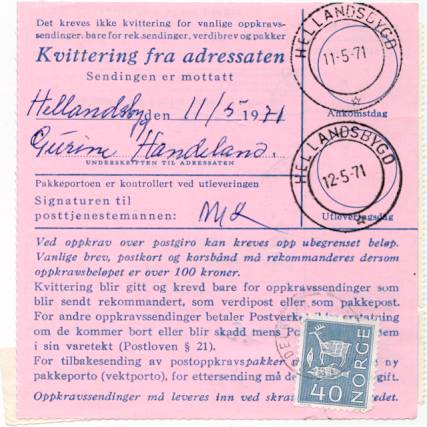 Det kreves ikke kvittering for vanlige oppkravs-
sendinger, bare for rek.sendinger, verdibrev og pakker
Kvittering fra adressaten
Sendingen er mottatt
Hellandsbygd den 11/5 1971
Gurine Handeland.
UNDERSKRIFTEN TIL ADRESSATEN
Pakkeportoen er kontrollert ved utleveringen
Signaturen til
posttjenestemannen:
HELLANDSBYGD
11-5-71
Ankomstdag
HELLANDSBYGD
12-5-71
Utleveringsdag
Ved oppkrav over postgiro kan kreves opp ubegrenset beløp.
Vanlige brev, postkort og korsbånd må rekommanderes dersom
oppkravsbeløpet er over 100 kroner.
Kvittering blir gitt og krevd bare for oppkravssendinger som
blir sendt rekommandert, som verdipost eller som pakkepost.
For andre oppkravssendinger betaler Postverket
om de kommer bort eller blir skadd mens
i sin varetekt (Postloven § 21).
For tilbakesending av postoppkravspakker ny
pakkeporto (vektporto), for ettersending må de
Oppkravssendinger må leveres inn ved
NORGE
40